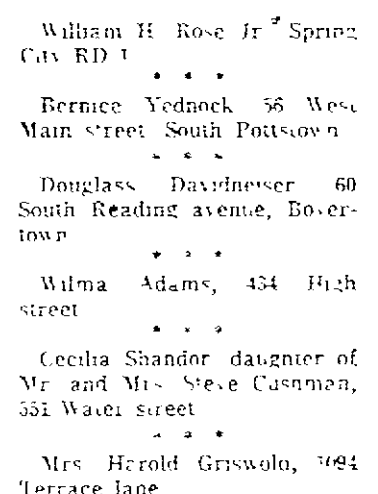 William H Rose Jr Spring
City RD 1
* * *
Bernice Yednock 56 West
Main street South Pottstown
* * *
Douglass Davidheiser 60
South Reading avenue, Boyer-
town
* * *
Wilma Adams, 434 High
street
* * *
Cecilia Shandor daughter of
Mr and Mrs Steve Cushman,
551 Water street
* * *
Mrs Harold Griswold,
Terrace lane